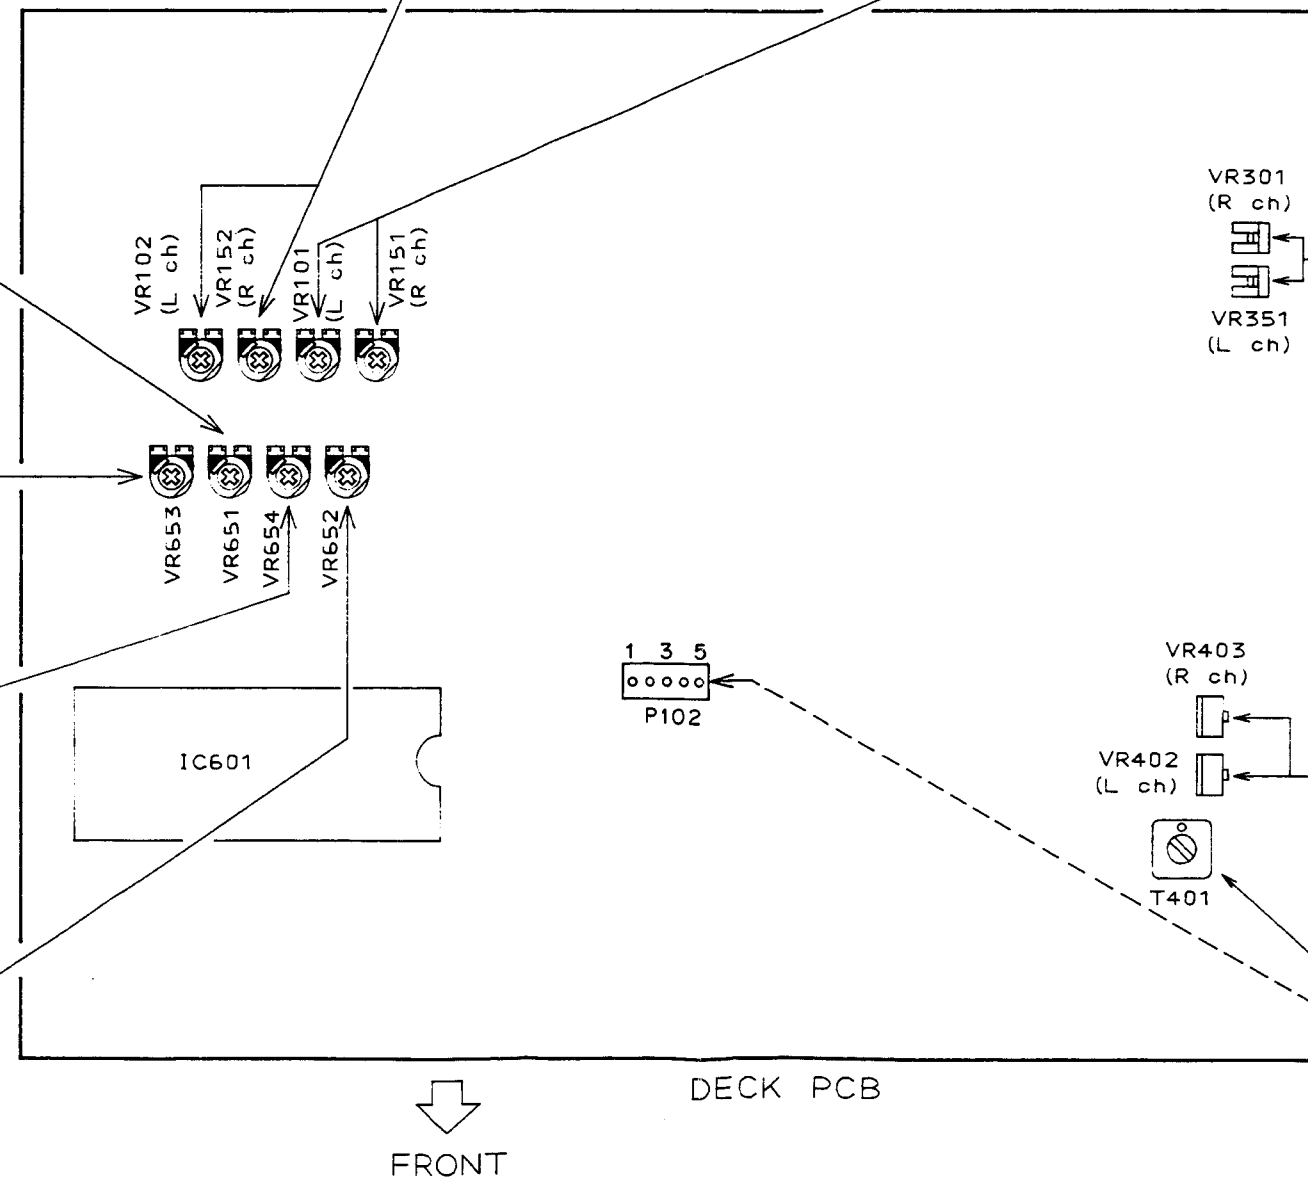 VR301
(R ch)
VR102
(L ch)
VR152
(R ch)
VR101
(L ch)
VR151
(R ch)
VR351
(L ch)
VR653
VR651
VR654
VR652
1 3 5
P102
VR403
(R ch)
IC601
VR402
(L ch)
T401
DECK PCB
FRONT